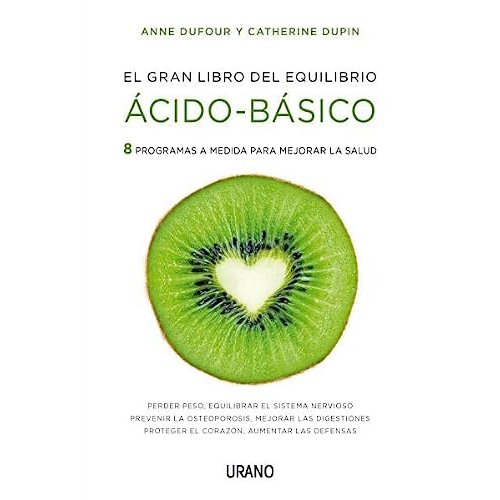 ANNE DUFOUR Y CATHERINE DUPIN
EL GRAN LIBRO DEL EQUILIBRIO
ÁCIDO-BÁSICO
8 PROGRAMAS A MEDIDA PARA MEJORAR LA SALUD
PERDER PESO, EQUILIBRAR EL SISTEMA NERVIOSO
PREVENIR LA OSTEOPOROSIS, MEJORAR LAS DIGESTIONES
PROTEGER EL CORAZÓN, AUMENTAR LAS DEFENSAS
URANO